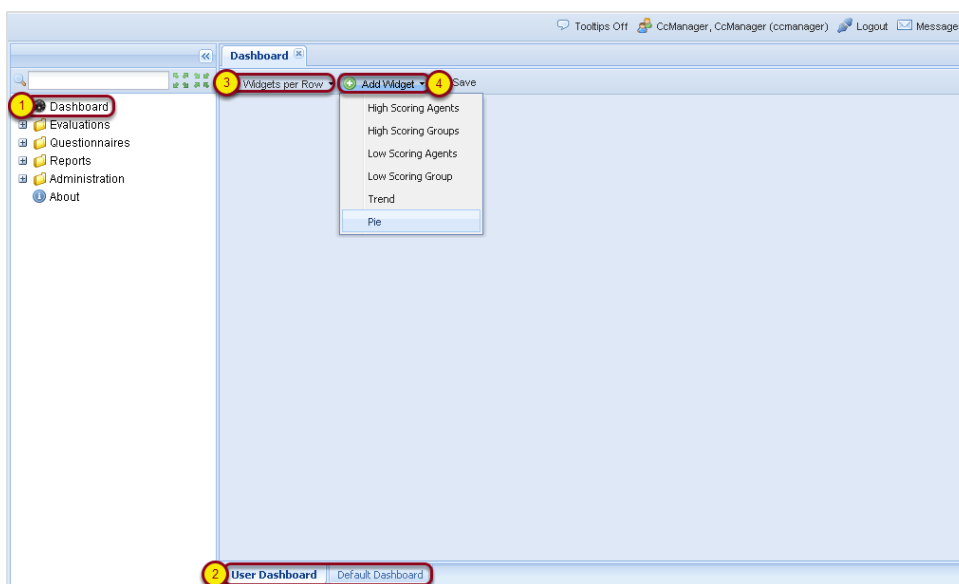 Tooltips Off CcManager, CcManager (ccmanager) Logout Message
Dashboard
3 Widgets per Row Add Widget 4 Save
1 Dashboard
Evaluations
Questionnaires
Reports
Administration
About
High Scoring Agents
High Scoring Groups
Low Scoring Agents
Low Scoring Group
Trend
Pie
2 User Dashboard Default Dashboard